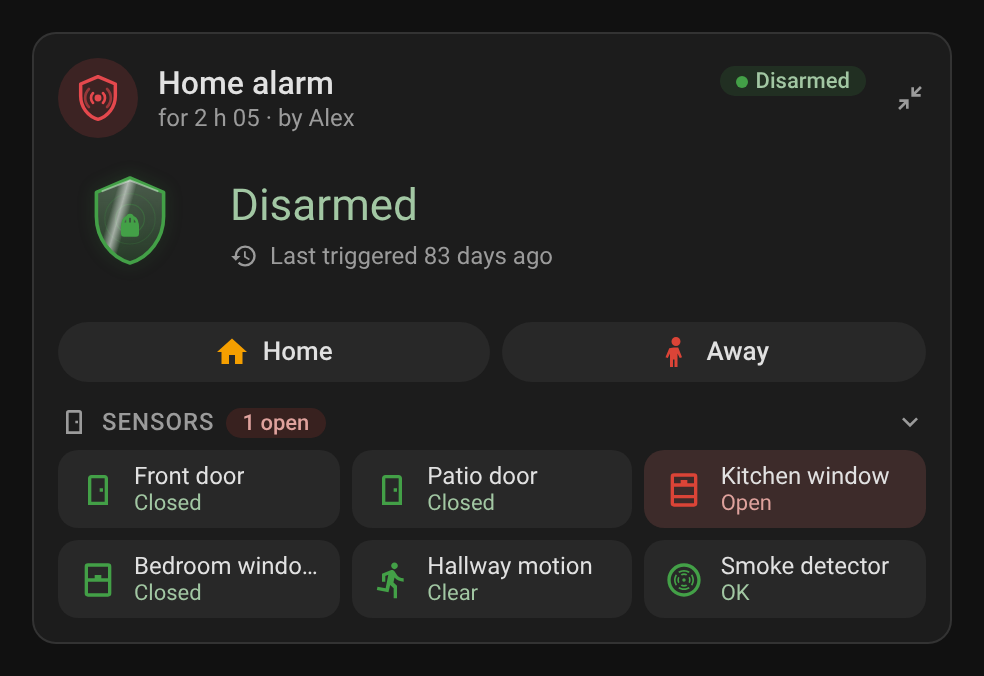 Home alarm
for 2 h 05 · by Alex
Disarmed
Disarmed
Last triggered 83 days ago
Home
Away
SENSORS
1 open
Front door
Closed
Patio door
Closed
Kitchen window
Open
Bedroom windo...
Closed
Hallway motion
Clear
Smoke detector
OK